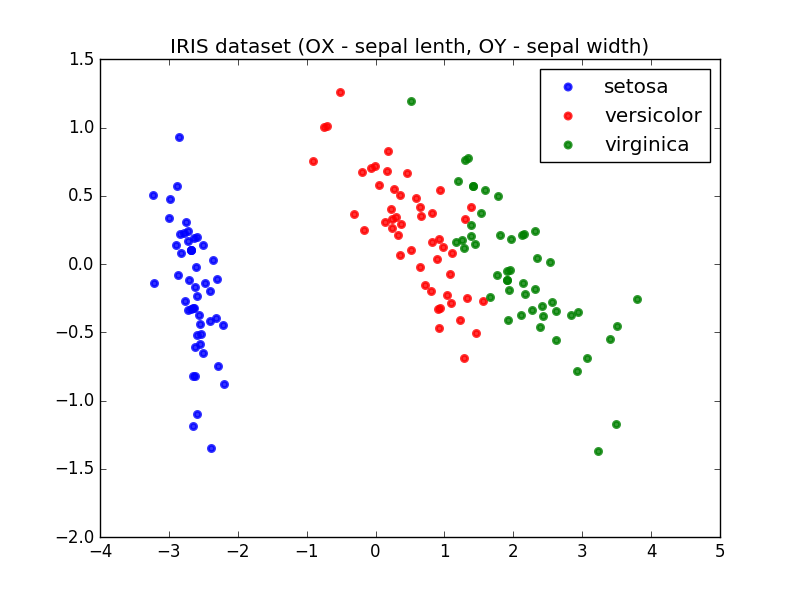 IRIS dataset (OX - sepal lenth, OY - sepal width)
setosa
versicolor
virginica
1.5
1.0
0.5
0.0
−0.5
−1.0
−1.5
−2.0
−4 −3 −2 −1 0 1 2 3 4 5